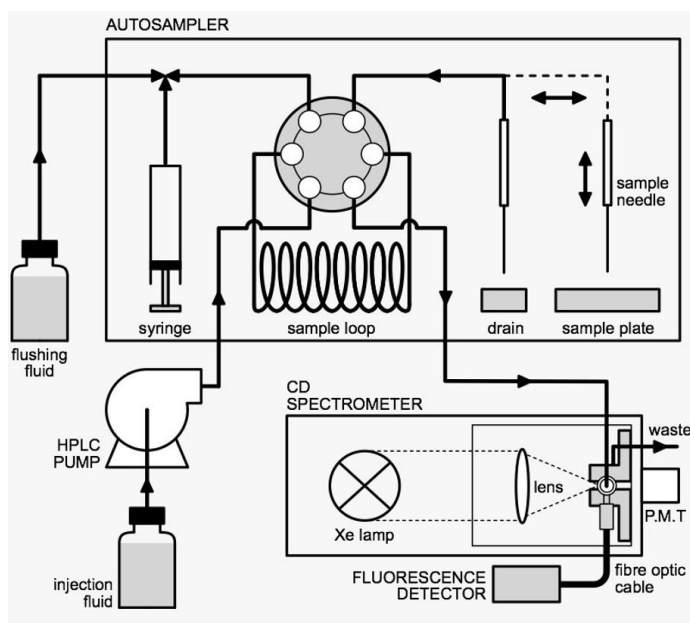 AUTOSAMPLER
sample
needle
syringe
sample loop
drain
sample plate
flushing
fluid
HPLC
PUMP
CD
SPECTROMETER
waste
lens
Xe lamp
P.M.T
injection
fluid
FLUORESCENCE
DETECTOR
fibre optic
cable